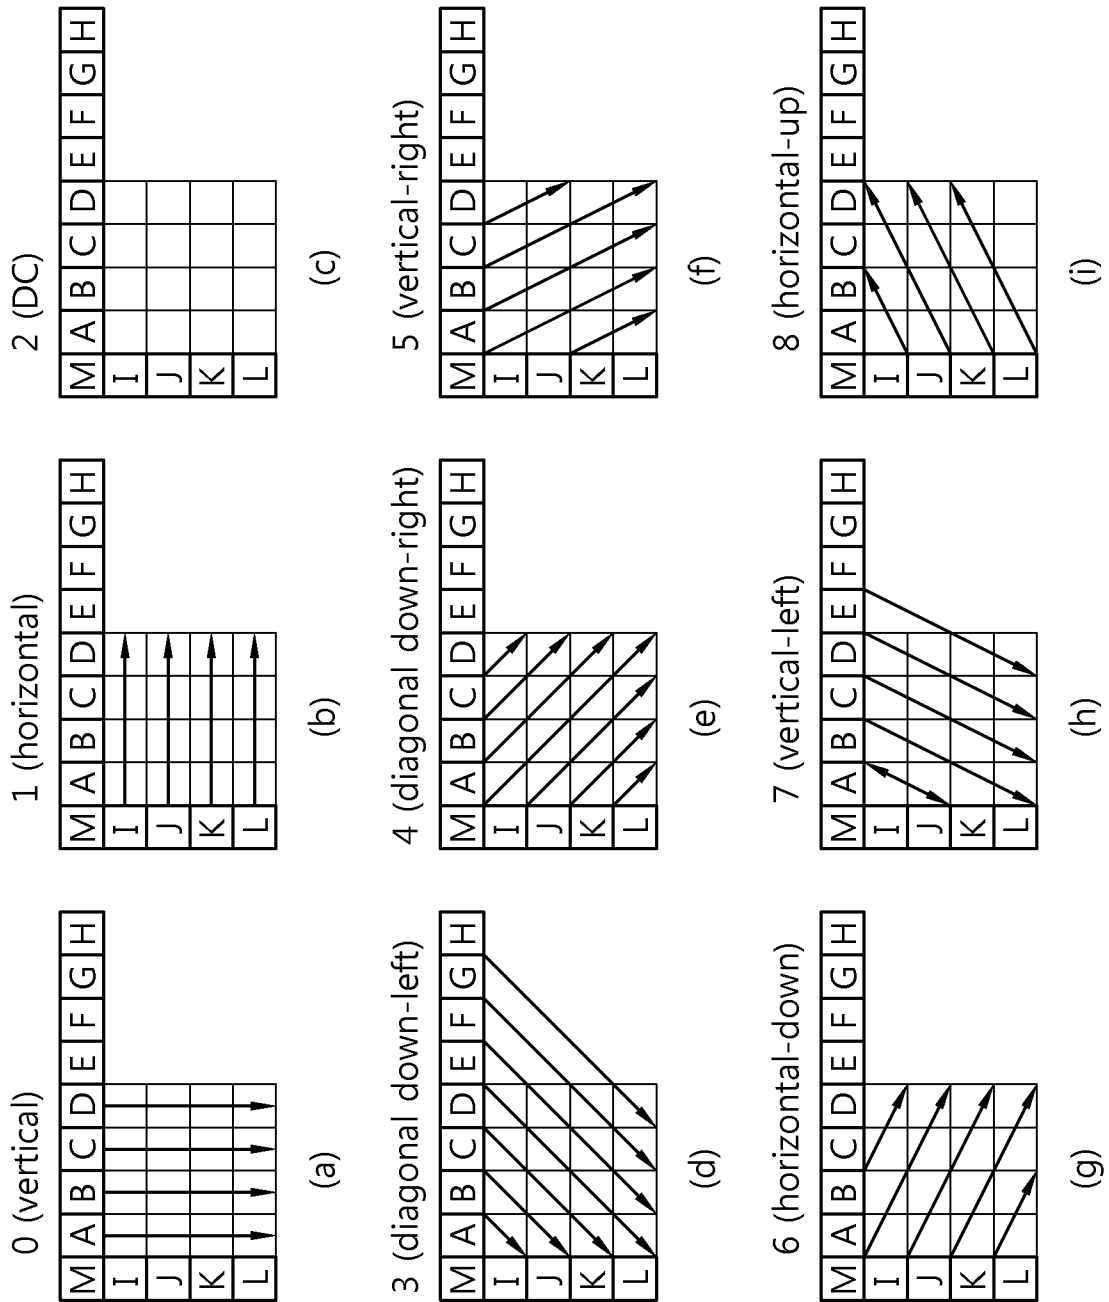 0 (vertical)
1 (horizontal)
2 (DC)
M A B C D E F G H
I
J
K
L
M A B C D E F G H
I
J
K
L
M A B C D E F G H
I
J
K
L
(a)
(b)
(c)
3 (diagonal down-left)
4 (diagonal down-right)
5 (vertical-right)
M A B C D E F G H
I
J
K
L
M A B C D E F G H
I
J
K
L
M A B C D E F G H
I
J
K
L
(d)
(e)
(f)
6 (horizontal-down)
7 (vertical-left)
8 (horizontal-up)
M A B C D E F G H
I
J
K
L
M A B C D E F G H
I
J
K
L
M A B C D E F G H
I
J
K
L
(g)
(h)
(i)